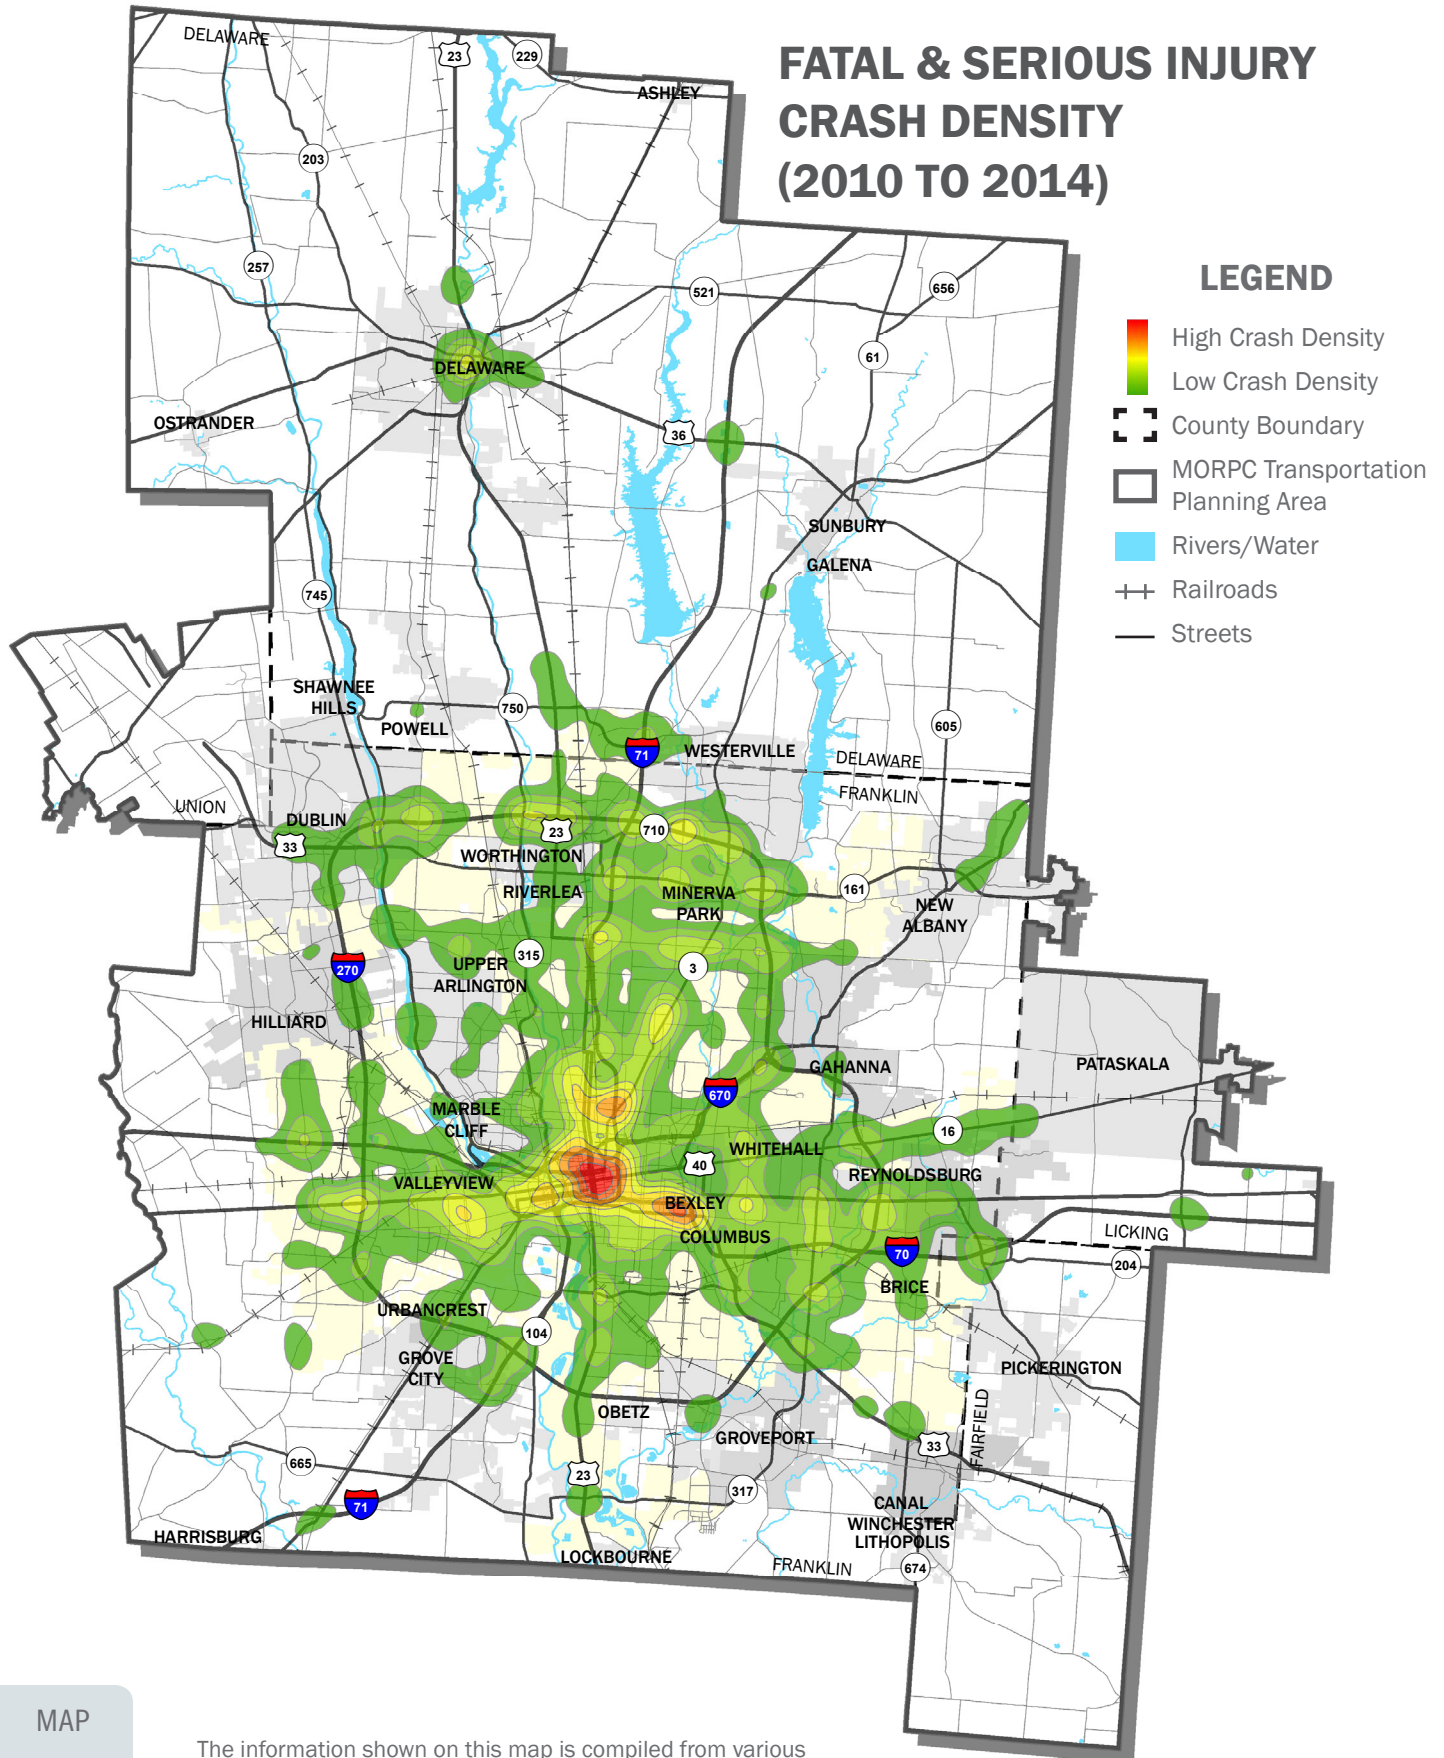 FATAL & SERIOUS INJURY
CRASH DENSITY
(2010 TO 2014)
LEGEND
High Crash Density
Low Crash Density
County Boundary
MORPC Transportation
Planning Area
Rivers/Water
Railroads
Streets
DELAWARE
23
229
ASHLEY
203
257
521
656
61
DELAWARE
OSTRANDER
36
SUNBURY
GALENA
745
SHAWNEE
HILLS
750
POWELL
605
71
WESTERVILLE
DELAWARE
FRANKLIN
UNION
DUBLIN
33
23
710
WORTHINGTON
RIVERLEA
MINERVA
PARK
161
NEW
ALBANY
315
270
UPPER
ARLINGTON
3
HILLIARD
GAHANNA
PATASKALA
670
MARBLE
CLIFF
16
WHITEHALL
40
REYNOLDSBURG
VALLEYVIEW
BEXLEY
COLUMBUS
LICKING
70
204
BRICE
URBANCREST
104
GROVE
CITY
PICKERINGTON
OBETZ
GROVEPORT
FAIRFIELD
33
665
23
317
71
CANAL
WINCHESTER
LITHOPOLIS
HARRISBURG
LOCKBOURNE
FRANKLIN
674
MAP
The information shown on this map is compiled from various